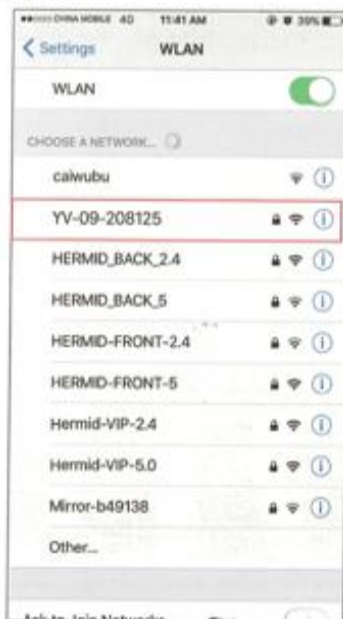 CHINA MOBILE 4G 11:41 AM 39%
Settings WLAN
WLAN
CHOOSE A NETWORK...
caiwubu
YV-09-208125
HERMID_BACK_2.4
HERMID_BACK_5
HERMID-FRONT-2.4
HERMID-FRONT-5
Hermid-VIP-2.4
Hermid-VIP-5.0
Mirror-b49138
Other...
Ask to Join Networks